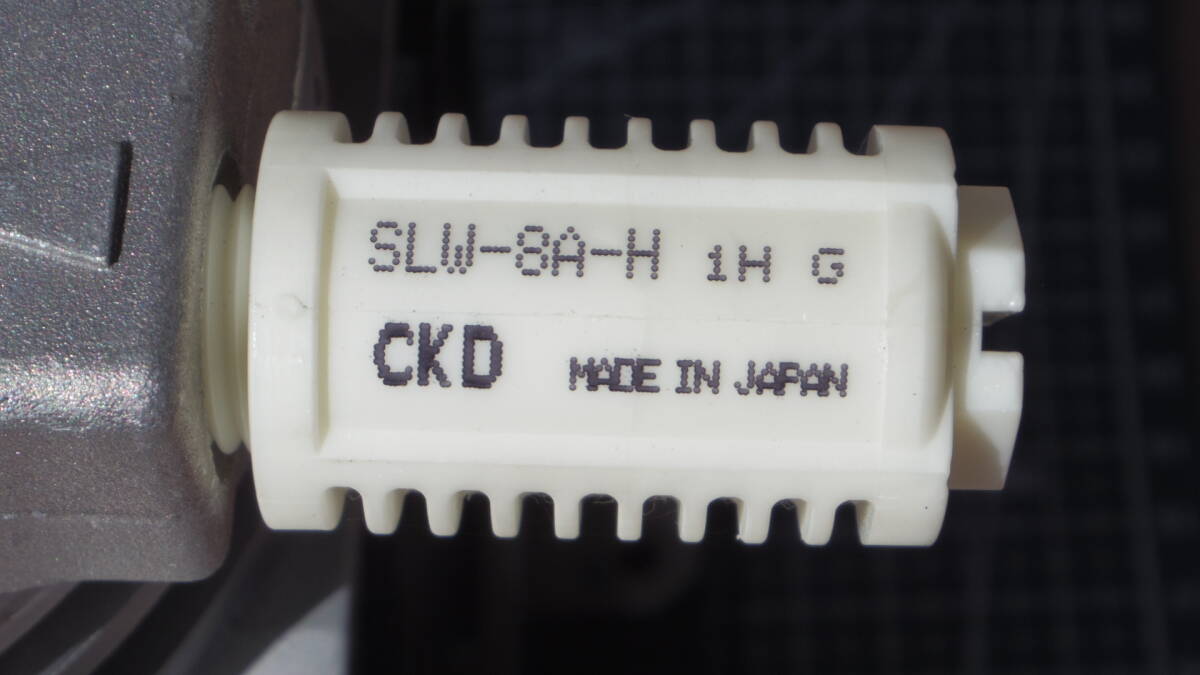 SLW-8A-H 1H G
CKD MADE IN JAPAN